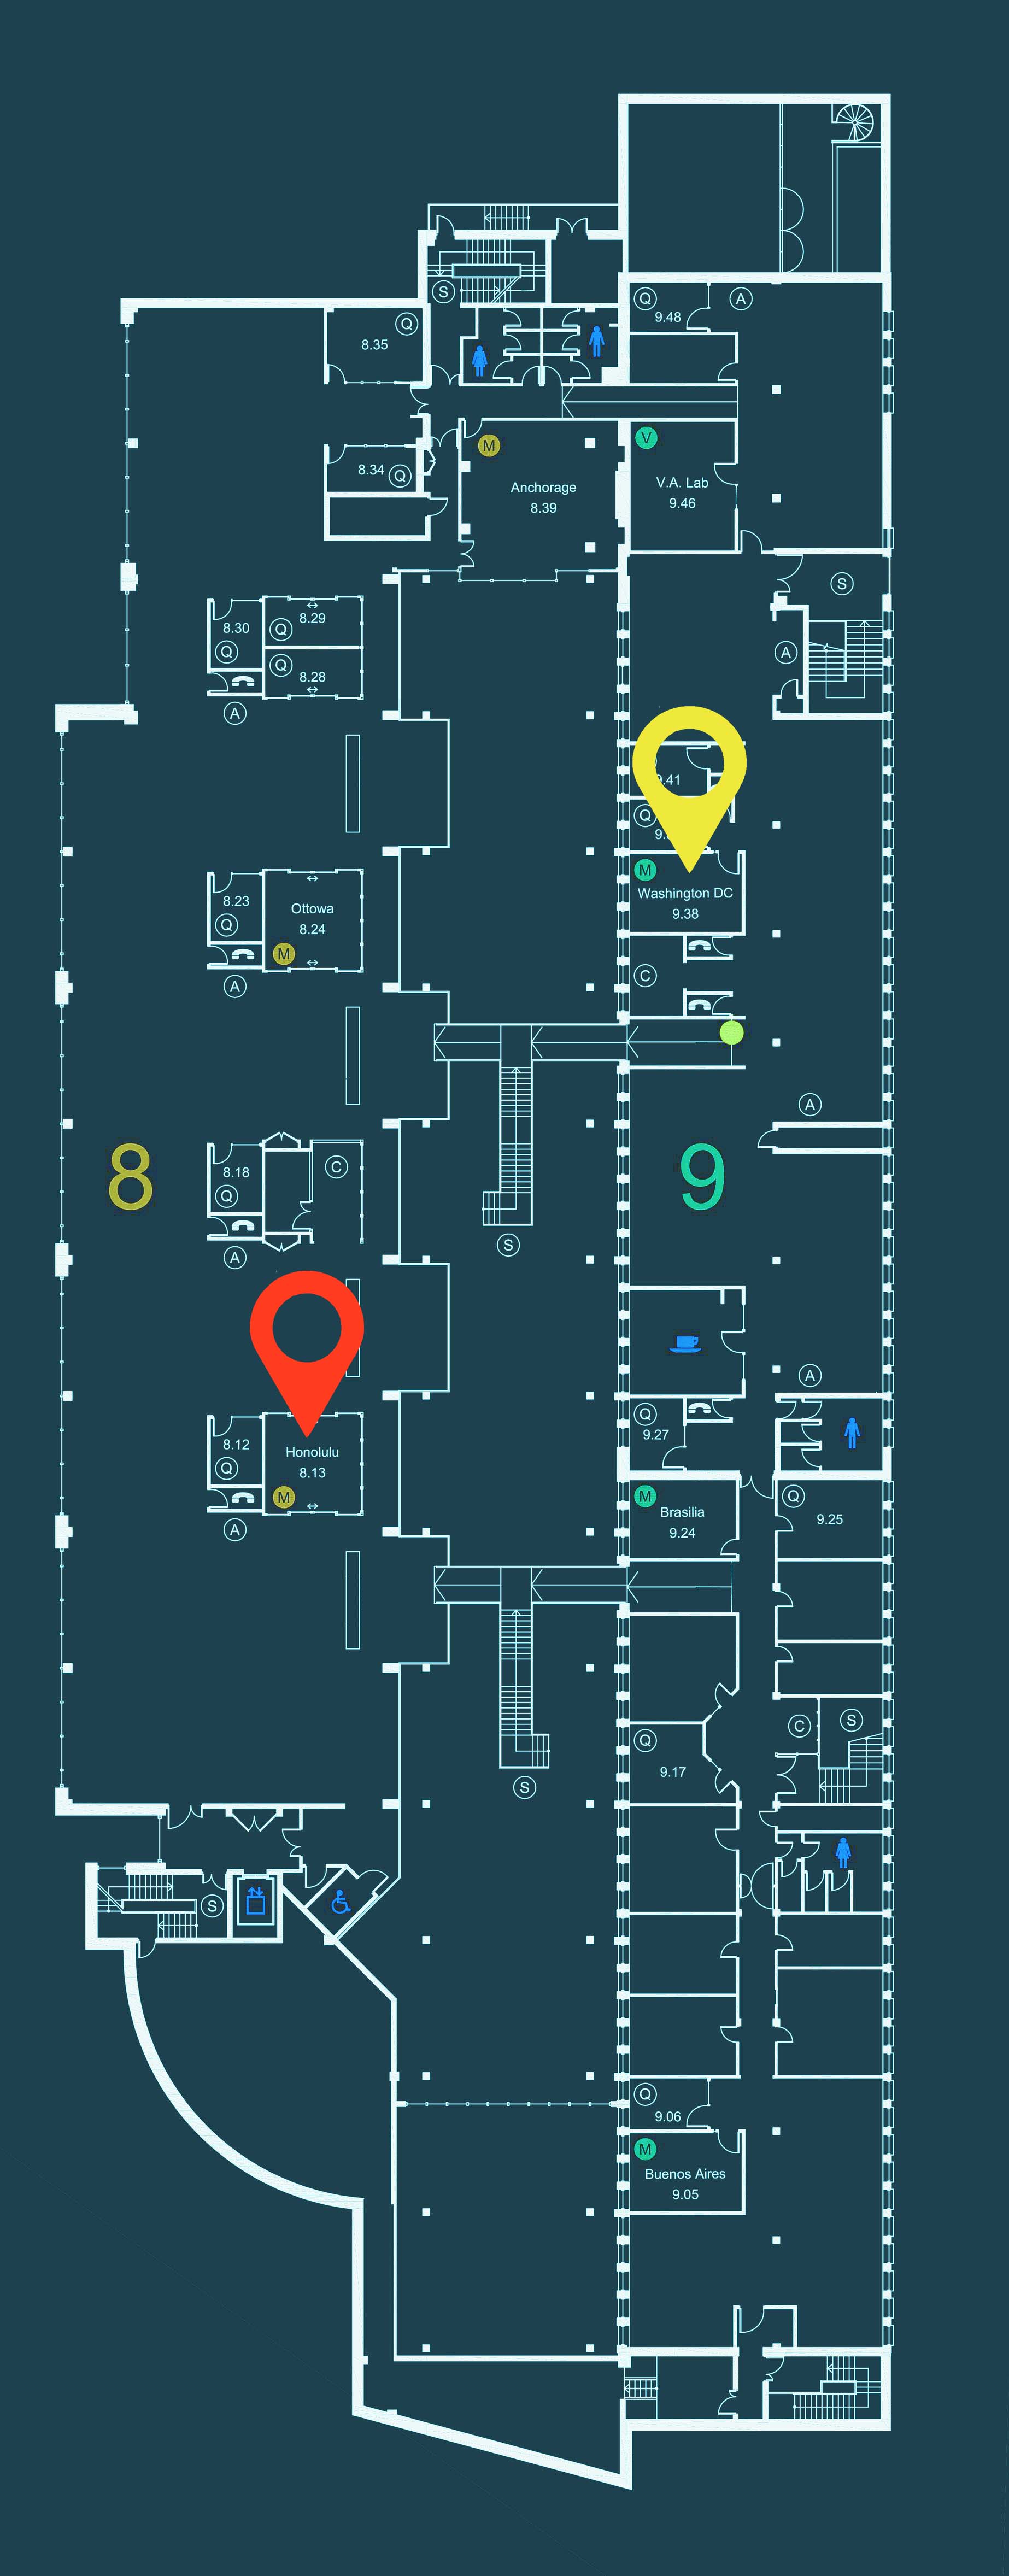 Q
9.48
A
S
Q
8.35
M
V
8.34
Q
V.A. Lab
9.46
Anchorage
8.39
S
8.30
Q
8.29
Q
A
Q
8.28
A
9.41
Q
M
Washington DC
9.38
8.23
Q
Ottowa
8.24
M
A
C
A
8
8.18
Q
C
A
9
S
A
Q
9.27
8.12
Q
Honolulu
8.13
M
A
M
Brasilia
9.24
Q
9.25
Q
9.17
C
S
S
S
Q
9.06
M
Buenos Aires
9.05